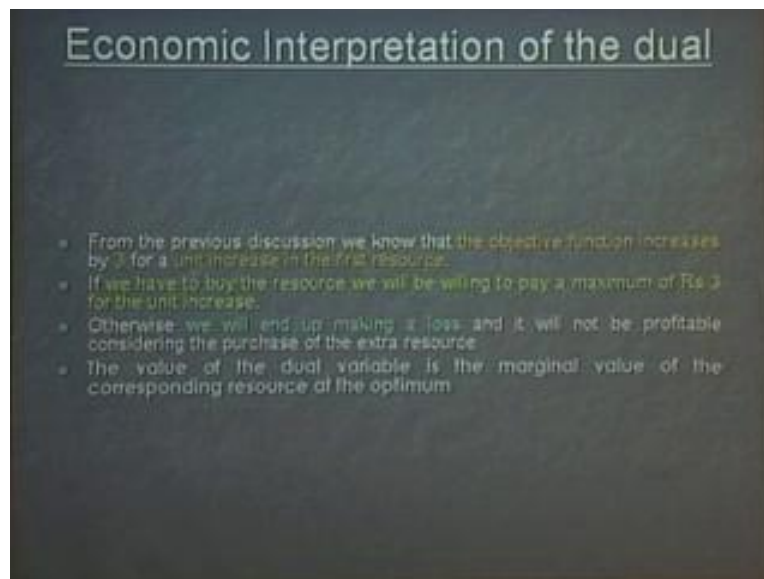 Economic Interpretation of the dual
From the previous discussion we know that the objective function increases
by 3 for a unit increase in the first resource.
If we have to buy the resource we will be willing to pay a maximum of Rs 3
for the unit increase.
Otherwise we will end up making a loss and it will not be profitable
considering the purchase of the extra resource
The value of the dual variable is the marginal value of the
corresponding resource at the optimum